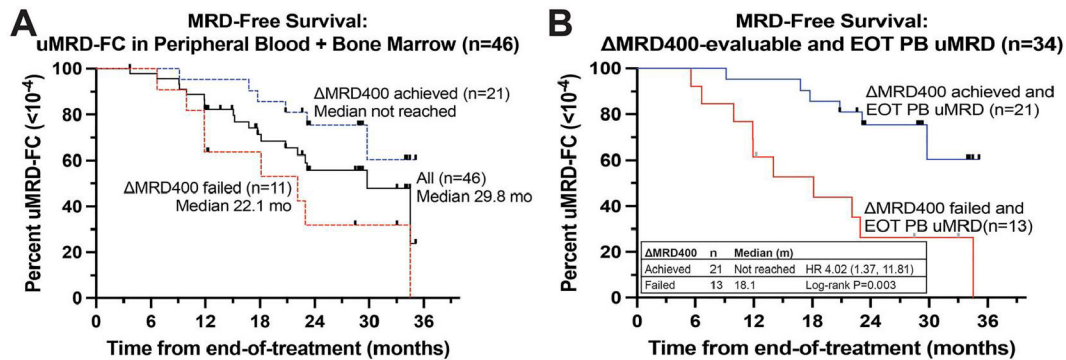 A
MRD-Free Survival:
uMRD-FC in Peripheral Blood + Bone Marrow (n=46)
Percent uMRD-FC (<10⁻⁴)
100
80
60
40
20
0
ΔMRD400 achieved (n=21)
Median not reached
ΔMRD400 failed (n=11)
Median 22.1 mo
All (n=46)
Median 29.8 mo
0 6 12 18 24 30 36
Time from end-of-treatment (months)
B
MRD-Free Survival:
ΔMRD400-evaluable and EOT PB uMRD (n=34)
Percent uMRD-FC (<10⁻⁴)
100
80
60
40
20
0
ΔMRD400 achieved and
EOT PB uMRD (n=21)
ΔMRD400 failed and
EOT PB uMRD(n=13)
ΔMRD400 n Median (m)
Achieved 21 Not reached HR 4.02 (1.37, 11.81)
Failed 13 18.1 Log-rank P=0.003
0 6 12 18 24 30 36
Time from end-of-treatment (months)